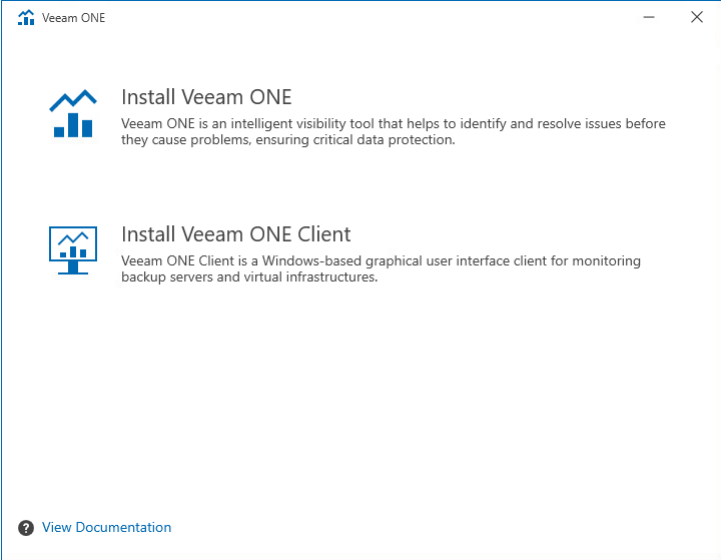 Veeam ONE
Install Veeam ONE
Veeam ONE is an intelligent visibility tool that helps to identify and resolve issues before
they cause problems, ensuring critical data protection.
Install Veeam ONE Client
Veeam ONE Client is a Windows-based graphical user interface client for monitoring
backup servers and virtual infrastructures.
? View Documentation